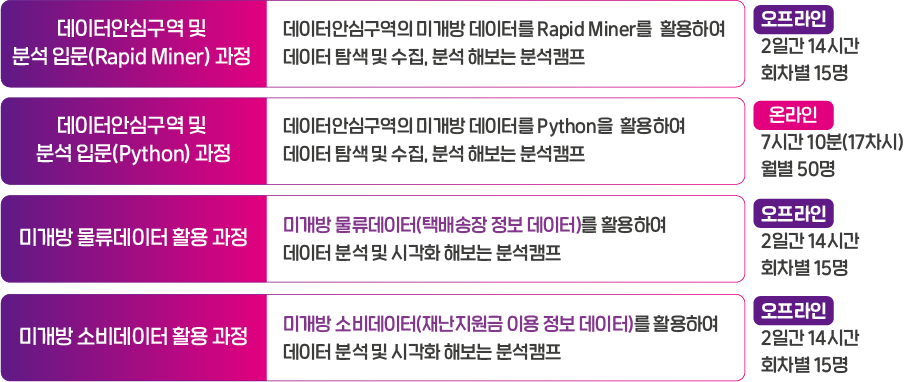 데이터안심구역 및
분석 입문(Rapid Miner) 과정
데이터안심구역의 미개방 데이터를 Rapid Miner를 활용하여
데이터 탐색 및 수집, 분석 해보는 분석캠프
오프라인
2일간 14시간
회차별 15명
데이터안심구역 및
분석 입문(Python) 과정
데이터안심구역의 미개방 데이터를 Python을 활용하여
데이터 탐색 및 수집, 분석 해보는 분석캠프
온라인
7시간 10분(17차시)
월별 50명
미개방 물류데이터 활용 과정
미개방 물류데이터(택배송장 정보 데이터)를 활용하여
데이터 분석 및 시각화 해보는 분석캠프
오프라인
2일간 14시간
회차별 15명
미개방 소비데이터 활용 과정
미개방 소비데이터(재난지원금 이용 정보 데이터)를 활용하여
데이터 분석 및 시각화 해보는 분석캠프
오프라인
2일간 14시간
회차별 15명